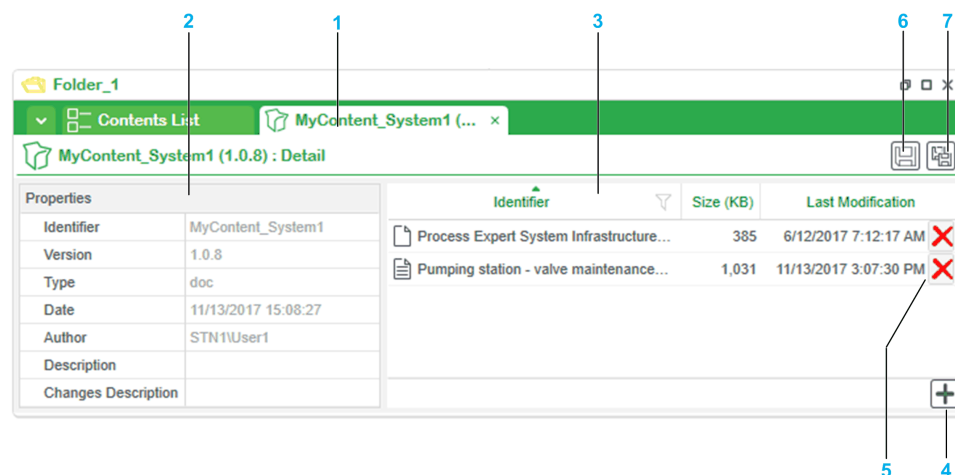 2 1 3 6 7
Folder_1
Contents List MyContent_System1 (...
MyContent_System1 (1.0.8) : Detail
Properties Identifier Size (KB) Last Modification
Identifier MyContent_System1 Process Expert System Infrastructure... 385 6/12/2017 7:12:17 AM
Version 1.0.8
Type doc Pumping station - valve maintenance... 1,031 11/13/2017 3:07:30 PM
Date 11/13/2017 15:08:27
Author STN1\User1
Description
Changes Description
5 4